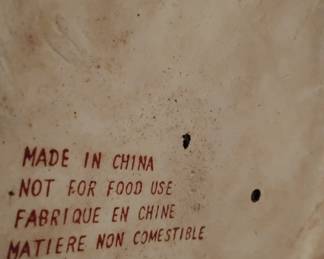 MADE IN CHINA
NOT FOR FOOD USE
FABRIQUE EN CHINE
MATIERE NON COMESTIBLE